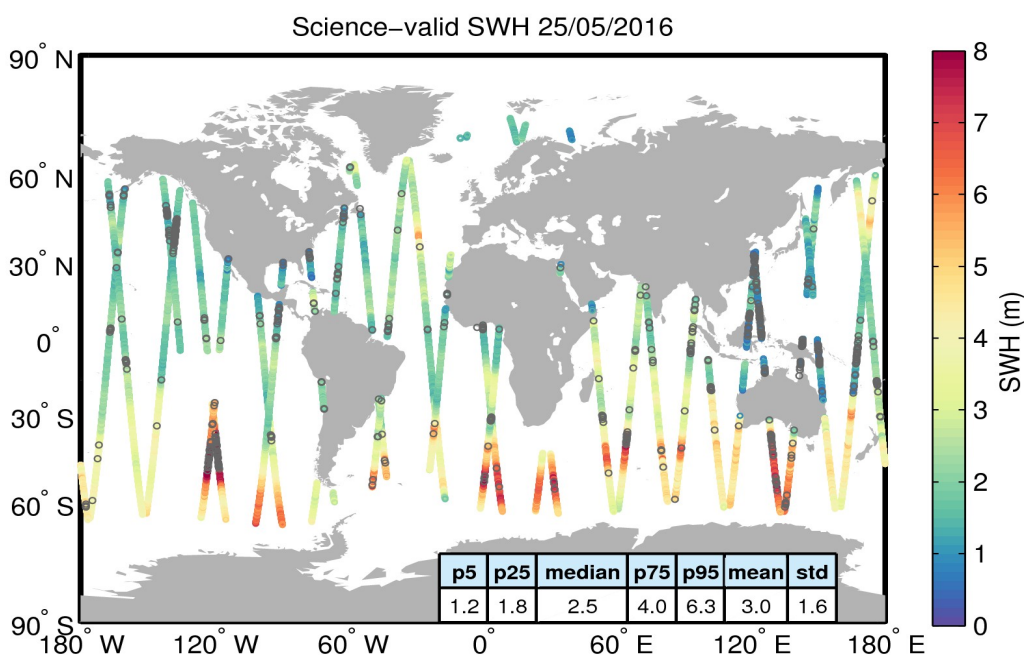 Science−valid SWH 25/05/2016
90° N
60° N
30° N
0°
30° S
60° S
90° S
180° W
120° W
60° W
0°
60° E
120° E
180° E
p5 p25 median p75 p95 mean std
1.2 1.8 2.5 4.0 6.3 3.0 1.6
8
7
6
5
4
3
2
1
0
SWH (m)